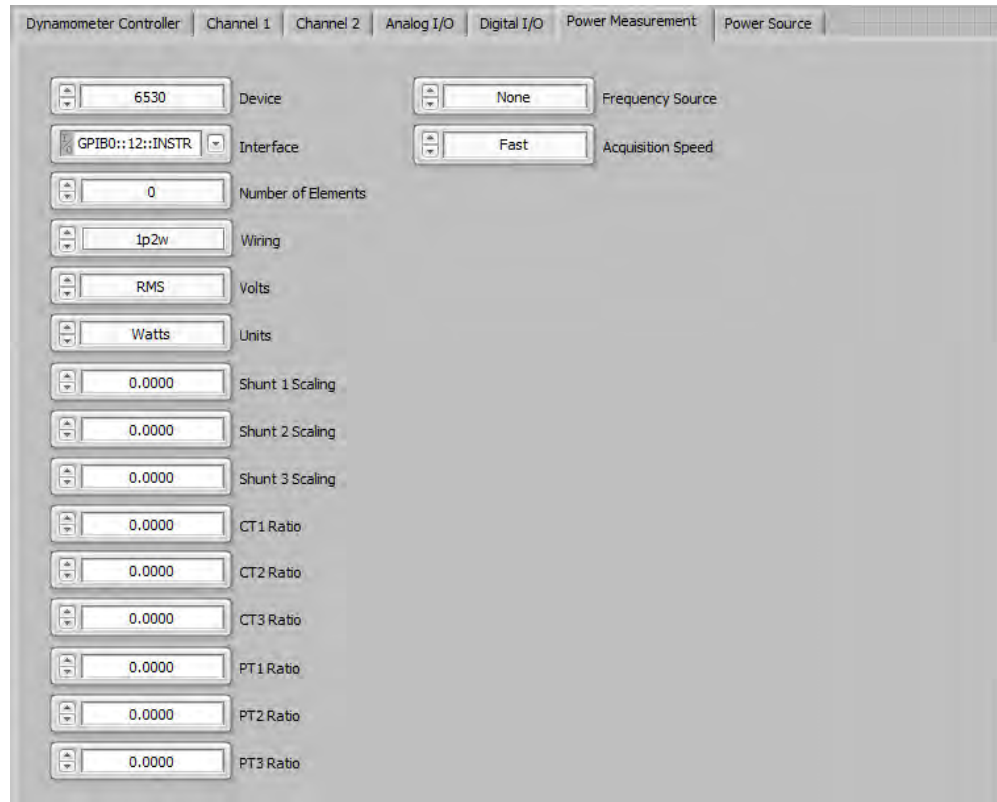 Dynamometer Controller Channel 1 Channel 2 Analog I/O Digital I/O Power Measurement Power Source
6530 Device None Frequency Source
GPIB0::12::INSTR Interface Fast Acquisition Speed
0 Number of Elements
1p2w Wiring
RMS Volts
Watts Units
0.0000 Shunt 1 Scaling
0.0000 Shunt 2 Scaling
0.0000 Shunt 3 Scaling
0.0000 CT1 Ratio
0.0000 CT2 Ratio
0.0000 CT3 Ratio
0.0000 PT1 Ratio
0.0000 PT2 Ratio
0.0000 PT3 Ratio